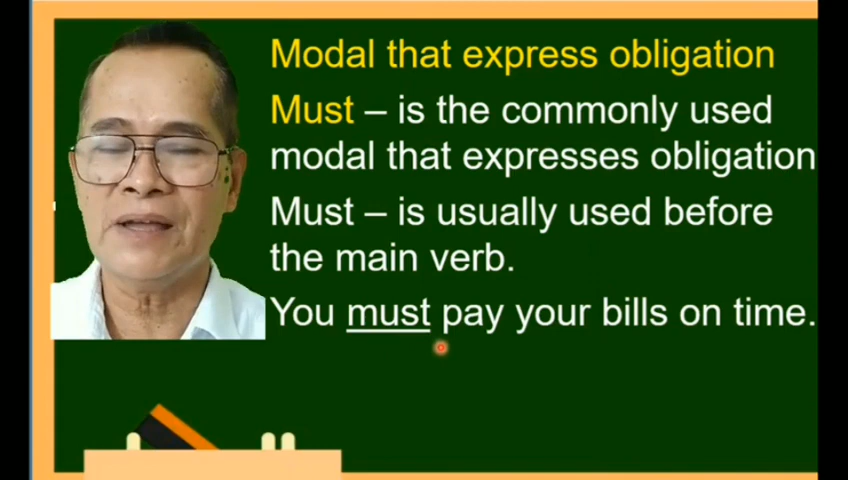 Modal that express obligation
Must – is the commonly used
modal that expresses obligation
Must – is usually used before
the main verb.
You must pay your bills on time.